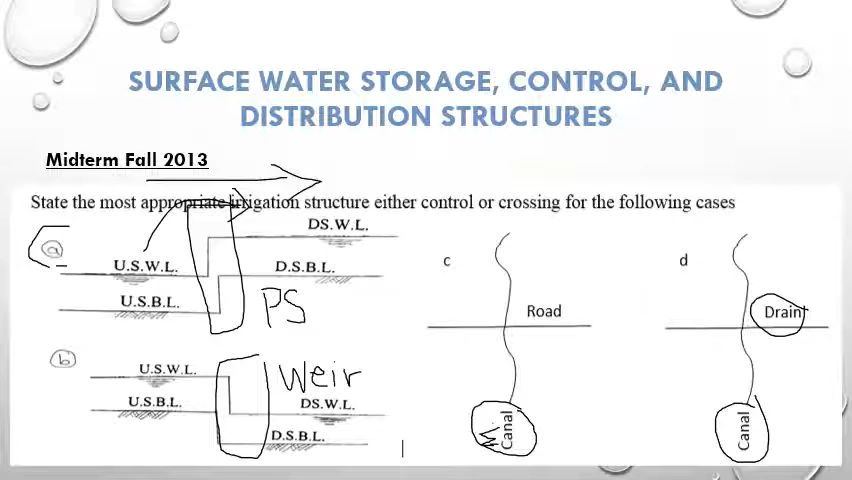 SURFACE WATER STORAGE, CONTROL, AND
DISTRIBUTION STRUCTURES
Midterm Fall 2013
State the most appropriate irrigation structure either control or crossing for the following cases
a
DS.W.L.
U.S.W.L.
D.S.B.L.
U.S.B.L.
PS
b
U.S.W.L.
Weir
U.S.B.L.
DS.W.L.
D.S.B.L.
c
Road
Canal
d
Drain
Canal